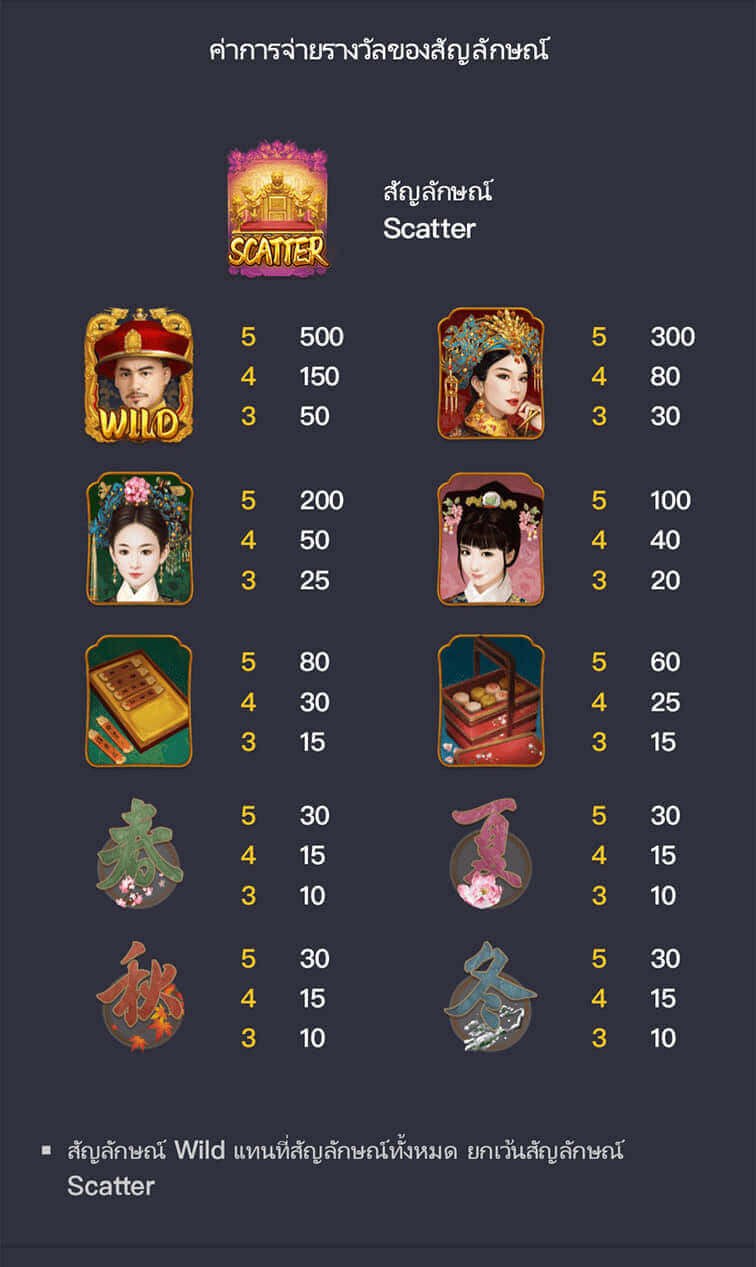 ค่าการจ่ายรางวัลของสัญลักษณ์
SCATTER
สัญลักษณ์
Scatter
WILD
5 500
4 150
3 50
5 300
4 80
3 30
5 200
4 50
3 25
5 100
4 40
3 20
5 80
4 30
3 15
5 60
4 25
3 15
春
5 30
4 15
3 10
夏
5 30
4 15
3 10
秋
5 30
4 15
3 10
冬
5 30
4 15
3 10
▪ สัญลักษณ์ Wild แทนที่สัญลักษณ์ทั้งหมด ยกเว้นสัญลักษณ์
Scatter